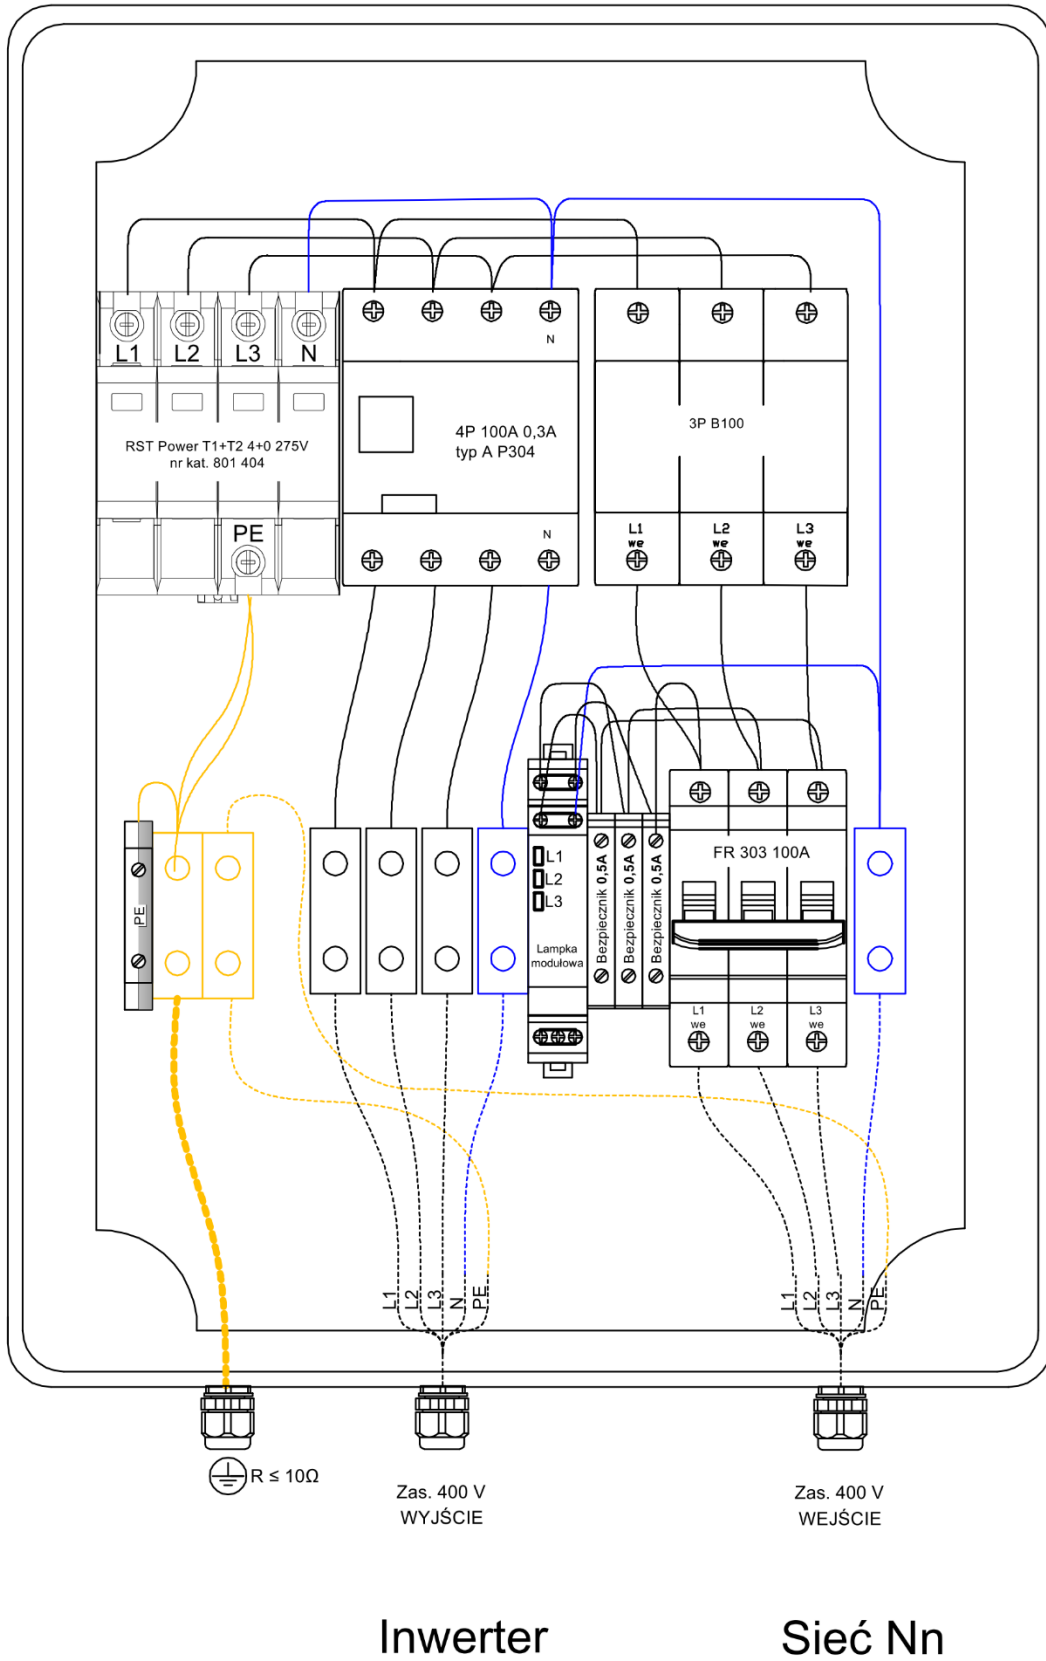 L1 L2 L3 N
RST Power T1+T2 4+0 275V
nr kat. 801 404
PE
N
4P 100A 0,3A
typ A P304
N
3P B100
L1 L2 L3
we we we
PE
L1
L2
L3
Lampka
modułowa
Bezpiecznik 0,5A
Bezpiecznik 0,5A
Bezpiecznik 0,5A
FR 303 100A
L1 L2 L3
we we we
L1 L2 L3 N PE
L1 L2 L3 N PE
R ≤ 10Ω
Zas. 400 V
WYJŚCIE
Zas. 400 V
WEJŚCIE
Inwerter
Sieć Nn